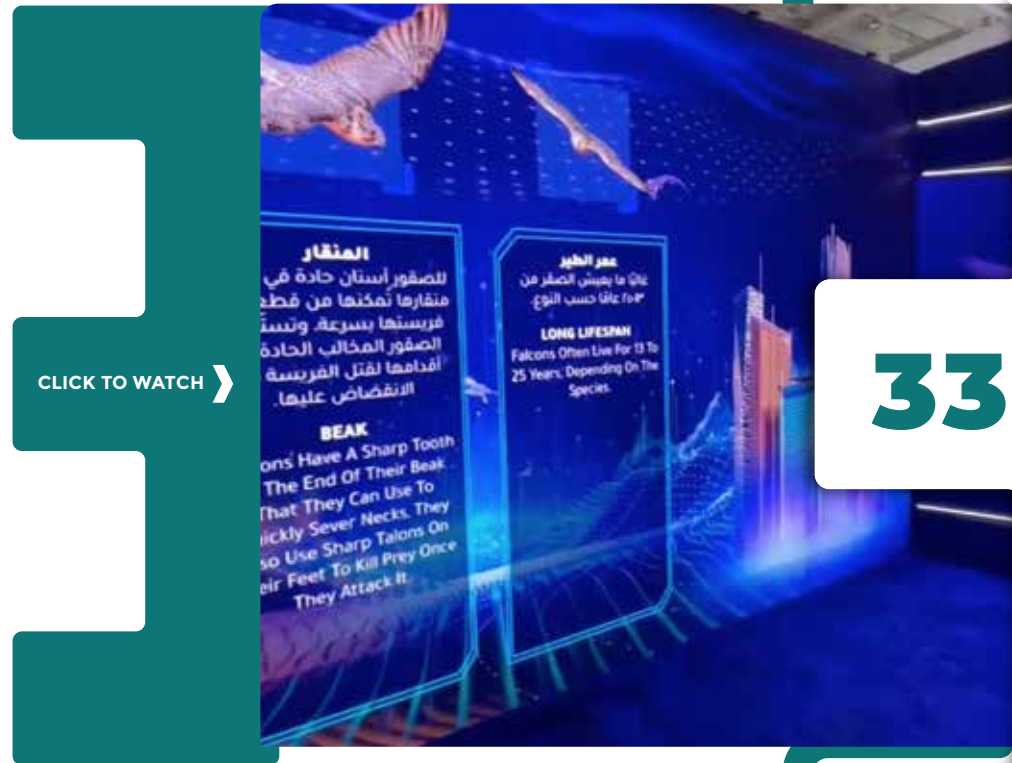 CLICK TO WATCH
المنقار
للصقور أسنان حادة في
منقارها تُمكنها من قطع
فريستها بسرعة. وتست
الصقور المخالب الحادة
أقدامها لقتل الفريسة
الانقضاض عليها.
BEAK
ons Have A Sharp Tooth
The End Of Their Beak
That They Can Use To
ickly Sever Necks. They
so Use Sharp Talons On
eir Feet To Kill Prey Once
They Attack It
عمر الطير
غالبًا ما يعيش الصقر من
عامًا حسب النوع.
LONG LIFESPAN
Falcons Often Live For 13 To
25 Years, Depending On The
Species.
33